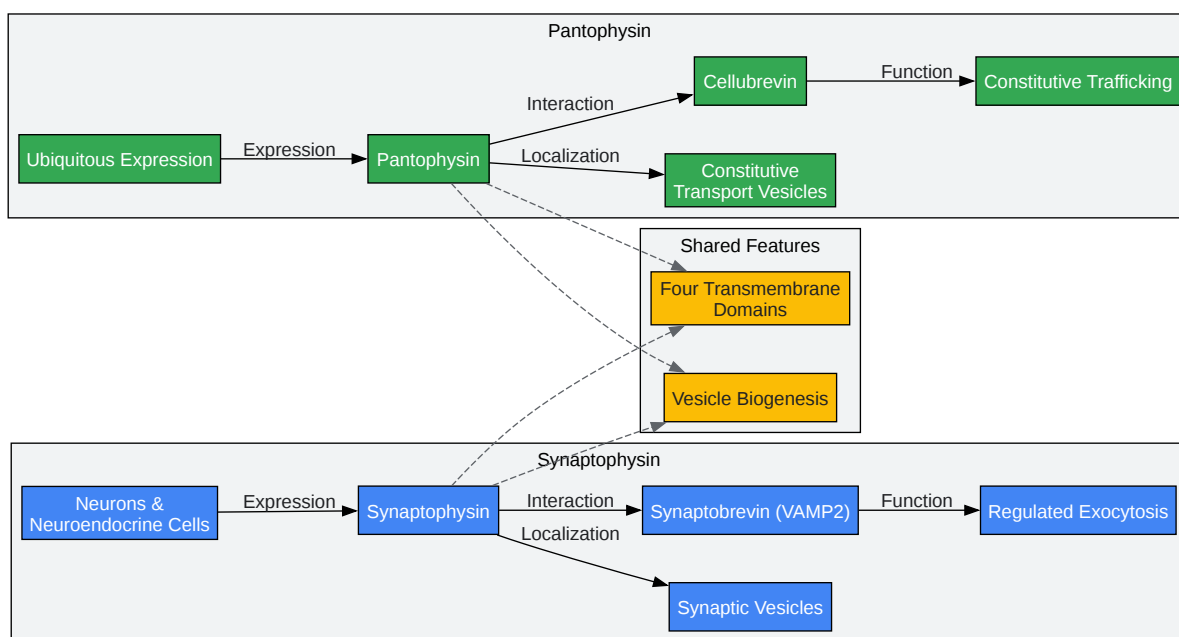 Pantophysin
Cellubrevin
Function
Constitutive Trafficking
Interaction
Ubiquitous Expression
Expression
Pantophysin
Localization
Constitutive
Transport Vesicles
Shared Features
Four Transmembrane
Domains
Vesicle Biogenesis
Synaptophysin
Neurons &
Neuroendocrine Cells
Expression
Synaptophysin
Interaction
Synaptobrevin (VAMP2)
Function
Regulated Exocytosis
Localization
Synaptic Vesicles